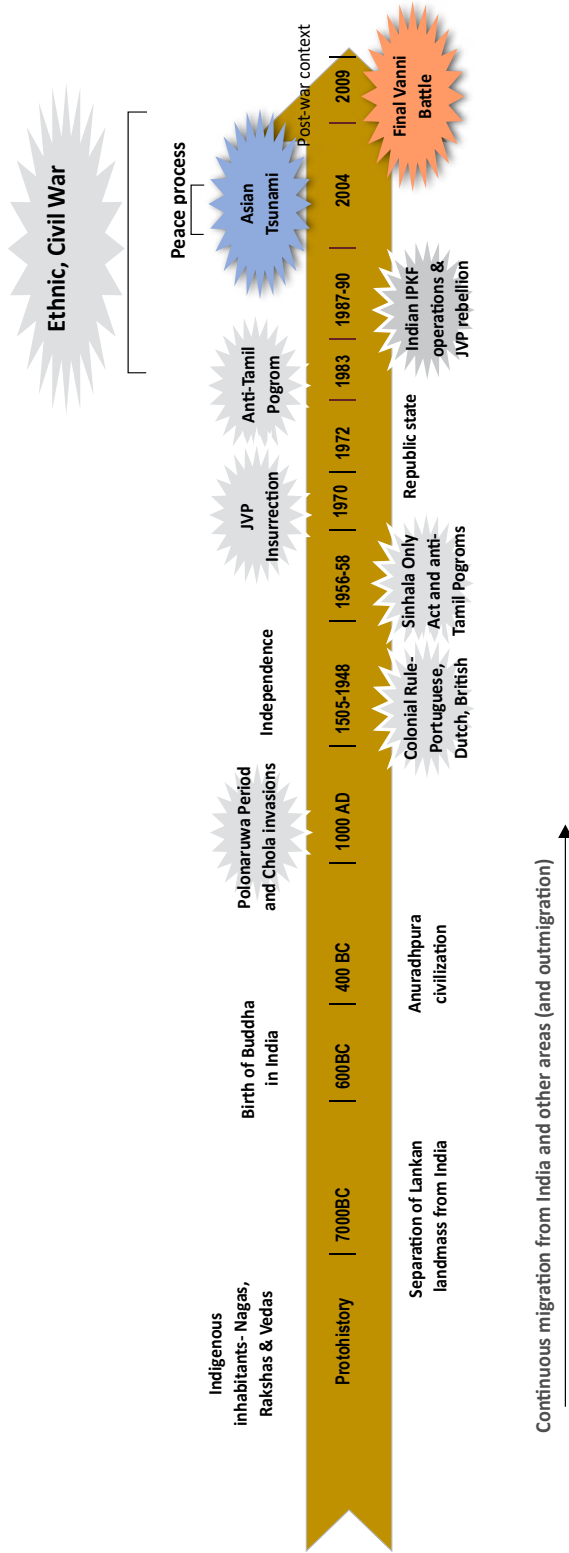 Ethnic, Civil War
Peace process
Indigenous
inhabitants- Nagas,
Rakshas & Vedas
Birth of Buddha
in India
Polonaruwa Period
and Chola invasions
Independence
JVP
Insurrection
Anti-Tamil
Pogrom
Asian
Tsunami
Post-war context
Protohistory
7000BC
600BC
400 BC
1000 AD
1505-1948
1956-58
1970
1972
1983
1987-90
2004
2009
Separation of Lankan
landmass from India
Anuradhpura
civilization
Colonial Rule-
Portuguese,
Dutch, British
Sinhala Only
Act and anti-
Tamil Pogroms
Republic state
Indian IPKF
operations &
JVP rebellion
Final Vanni
Battle
Continuous migration from India and other areas (and outmigration)